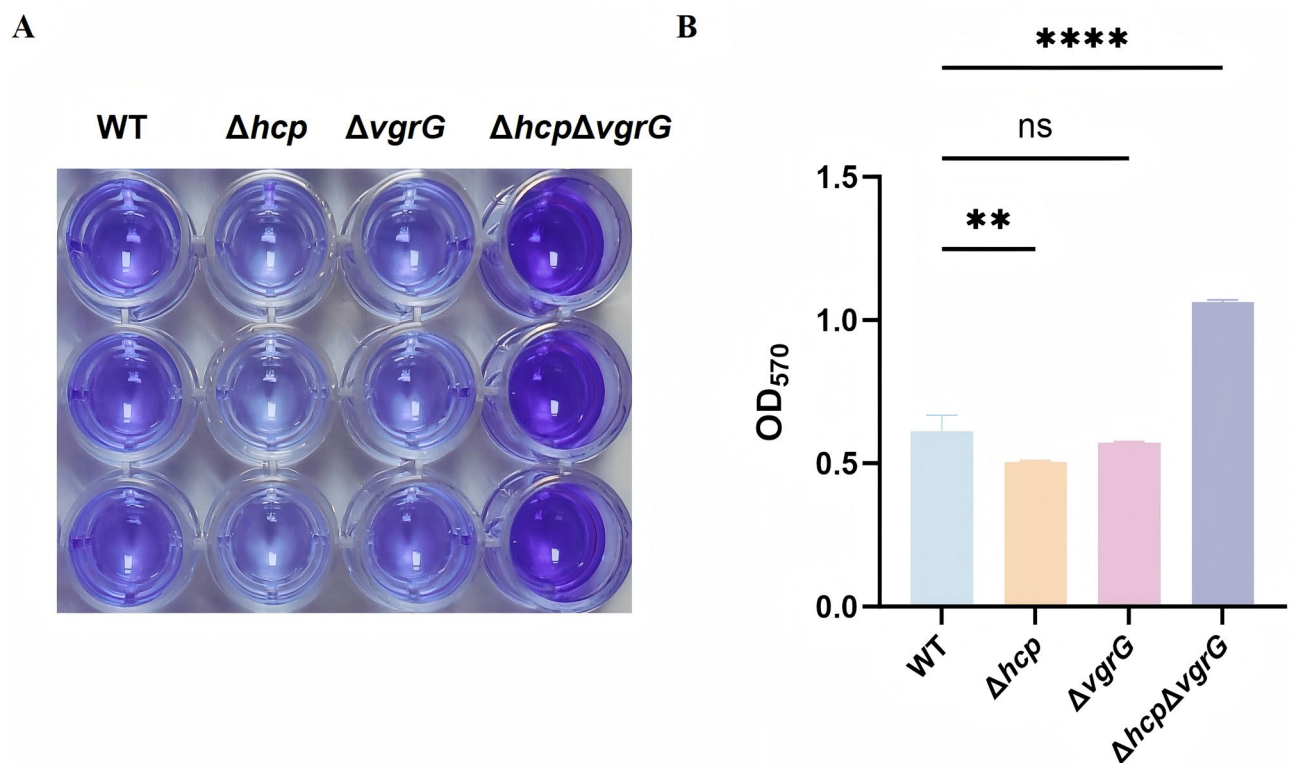 A
WT Δhcp ΔvgrG ΔhcpΔvgrG
B
****
ns
**
1.5
1.0
0.5
0.0
OD570
WT
Δhcp
ΔvgrG
ΔhcpΔvgrG